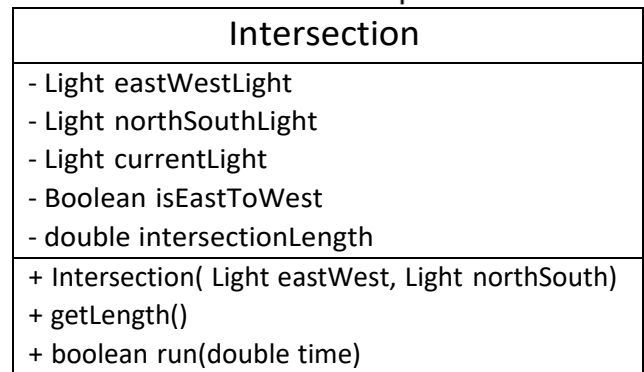 Intersection
- Light eastWestLight
- Light northSouthLight
- Light currentLight
- Boolean isEastToWest
- double intersectionLength
+ Intersection( Light eastWest, Light northSouth)
+ getLength()
+ boolean run(double time)